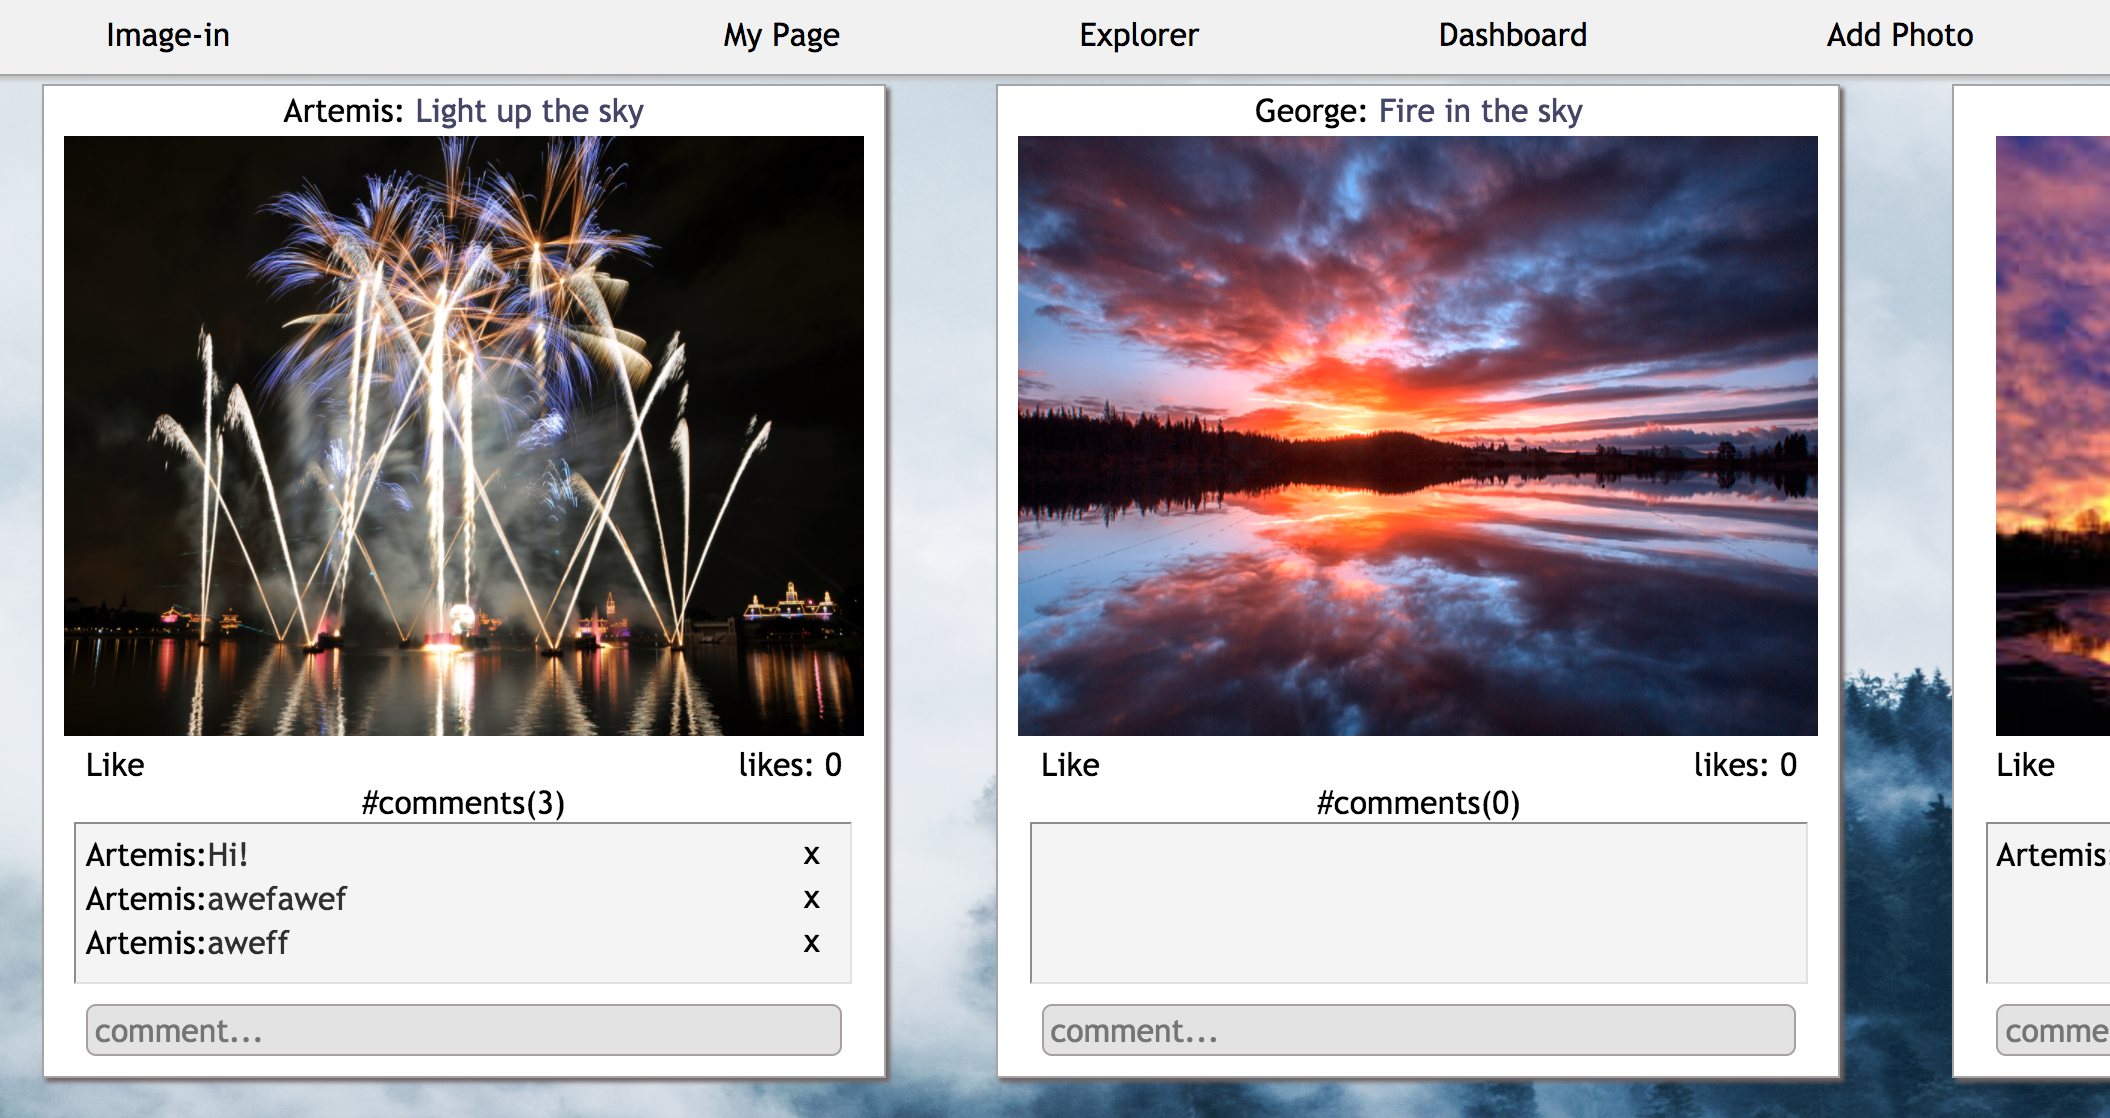 Image-in My Page Explorer Dashboard Add Photo
Artemis: Light up the sky
Like likes: 0
#comments(3)
Artemis:Hi! x
Artemis:awefawef x
Artemis:aweff x
comment...
George: Fire in the sky
Like likes: 0
#comments(0)
comment...
Like
Artemis:
comme